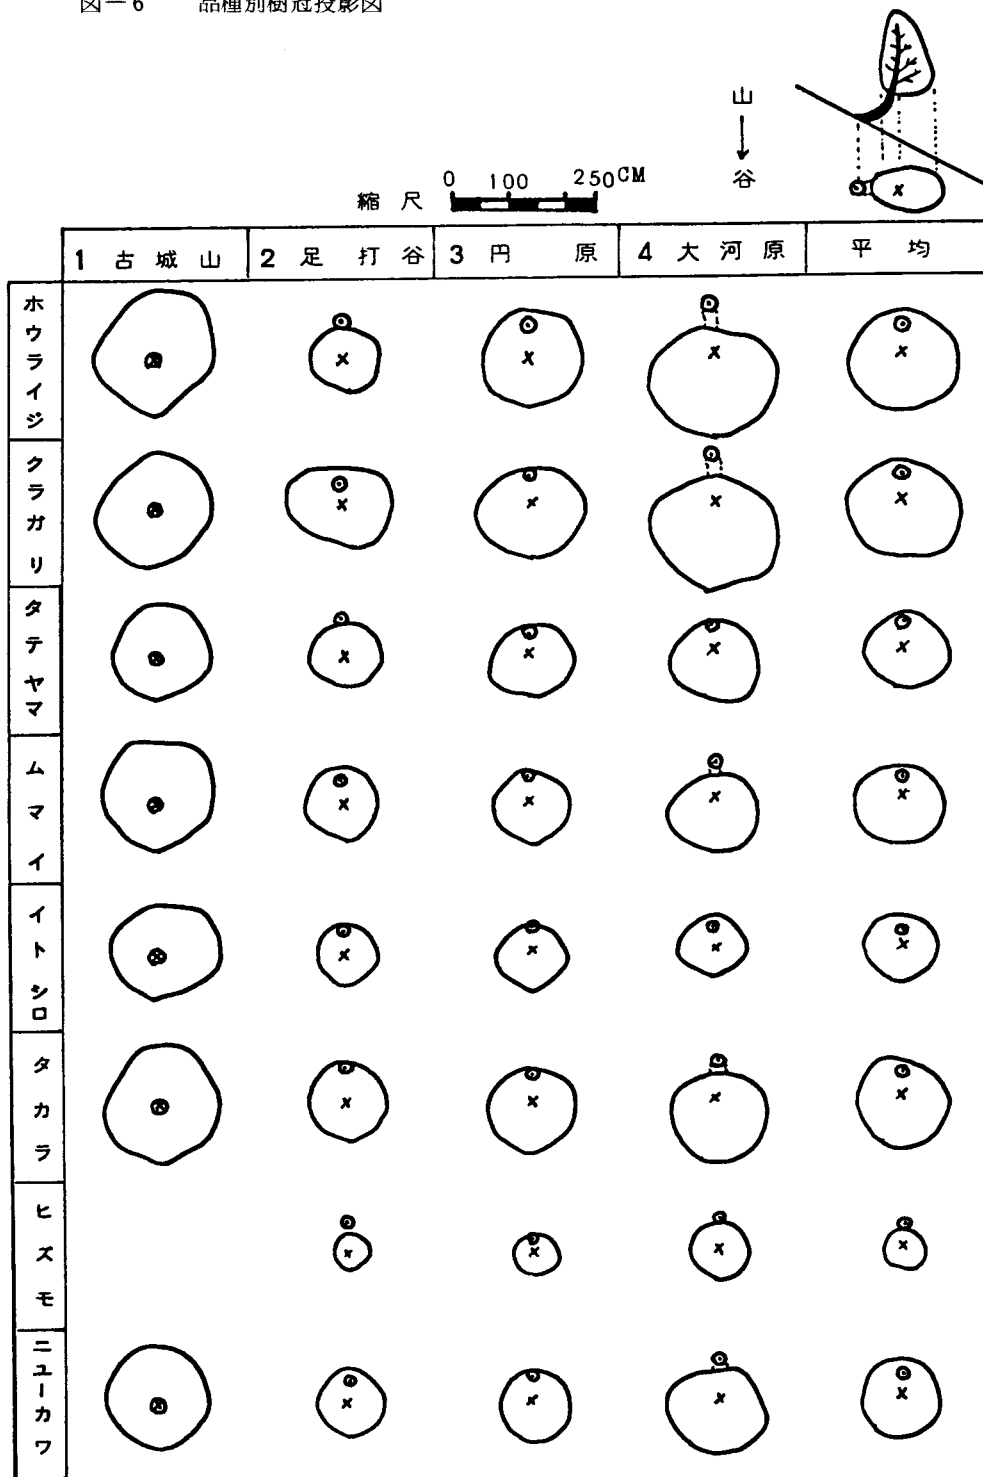 図－6 品種別樹冠投影図
山
谷
縮尺 0 100 250CM
1 古城山 2 足打谷 3 円原 4 大河原 平均
ホウライジ
クラガリ
タテヤマ
ムマイ
イトシロ
タカラ
ヒズモ
ニューカワ